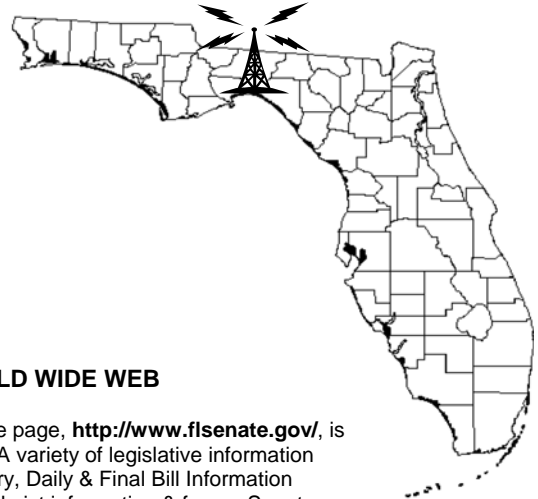 LD WIDE WEB
e page, http://www.flsenate.gov/, is
A variety of legislative information
ry, Daily & Final Bill Information